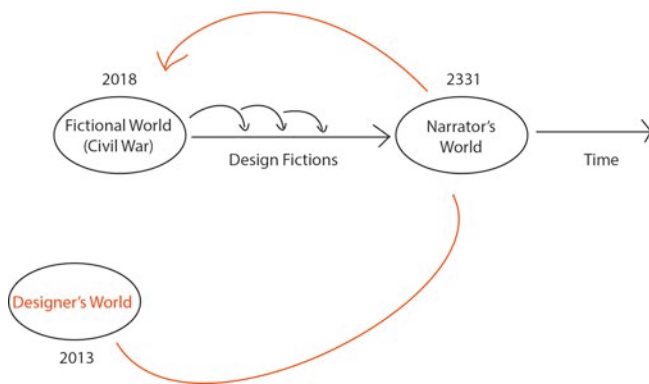 2018
2331
Fictional World
(Civil War)
Design Fictions
Narrator's
World
Time
Designer's World
2013